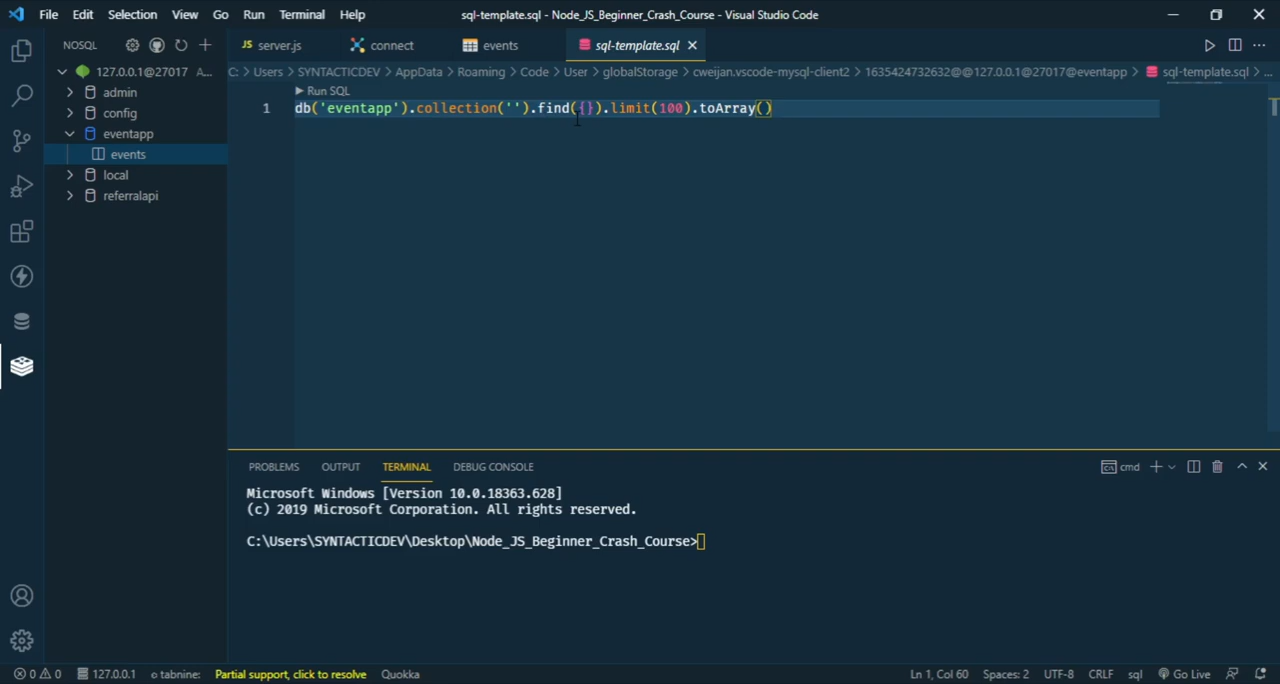 File Edit Selection View Go Run Terminal Help
sql-template.sql - Node_JS_Beginner_Crash_Course - Visual Studio Code
NOSQL
JS server.js
connect
events
sql-template.sql
127.0.0.1@27017 A...
C: > Users > SYNTACTICDEV > AppData > Roaming > Code > User > globalStorage > cweijan.vscode-mysql-client2 > 1635424732632@@127.0.0.1@27017@eventapp > sql-template.sql > ...
admin
config
eventapp
events
local
referralapi
Run SQL
1 db('eventapp').collection('').find({}).limit(100).toArray()
PROBLEMS OUTPUT TERMINAL DEBUG CONSOLE
cmd
Microsoft Windows [Version 10.0.18363.628]
(c) 2019 Microsoft Corporation. All rights reserved.
C:\Users\SYNTACTICDEV\Desktop\Node_JS_Beginner_Crash_Course>
0 0 127.0.0.1 tabnine: Partial support, click to resolve Quokka Ln 1, Col 60 Spaces: 2 UTF-8 CRLF sql Go Live